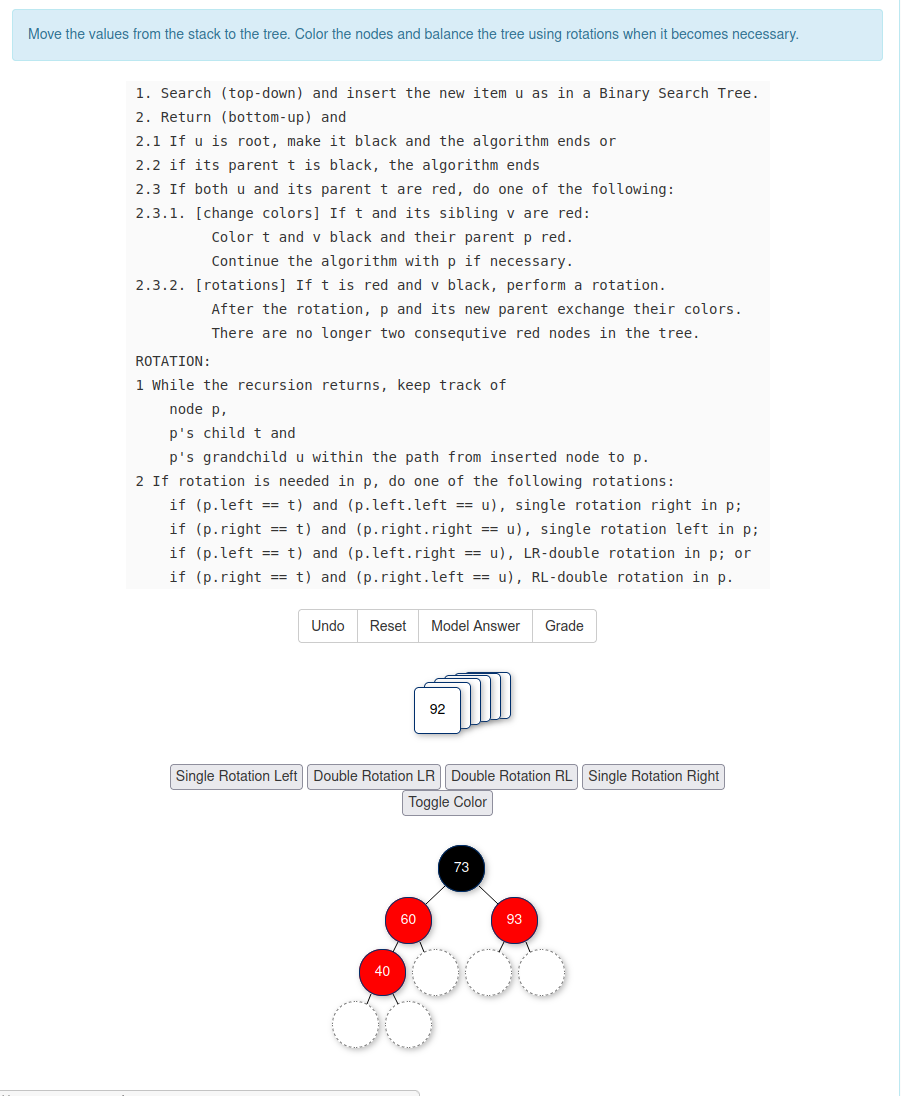 Move the values from the stack to the tree. Color the nodes and balance the tree using rotations when it becomes necessary.
1. Search (top-down) and insert the new item u as in a Binary Search Tree.
2. Return (bottom-up) and
2.1 If u is root, make it black and the algorithm ends or
2.2 if its parent t is black, the algorithm ends
2.3 If both u and its parent t are red, do one of the following:
2.3.1. [change colors] If t and its sibling v are red:
Color t and v black and their parent p red.
Continue the algorithm with p if necessary.
2.3.2. [rotations] If t is red and v black, perform a rotation.
After the rotation, p and its new parent exchange their colors.
There are no longer two consequtive red nodes in the tree.
ROTATION:
1 While the recursion returns, keep track of
node p,
p's child t and
p's grandchild u within the path from inserted node to p.
2 If rotation is needed in p, do one of the following rotations:
if (p.left == t) and (p.left.left == u), single rotation right in p;
if (p.right == t) and (p.right.right == u), single rotation left in p;
if (p.left == t) and (p.left.right == u), LR-double rotation in p; or
if (p.right == t) and (p.right.left == u), RL-double rotation in p.
Undo Reset Model Answer Grade
92
Single Rotation Left Double Rotation LR Double Rotation RL Single Rotation Right
Toggle Color
73
60 93
40